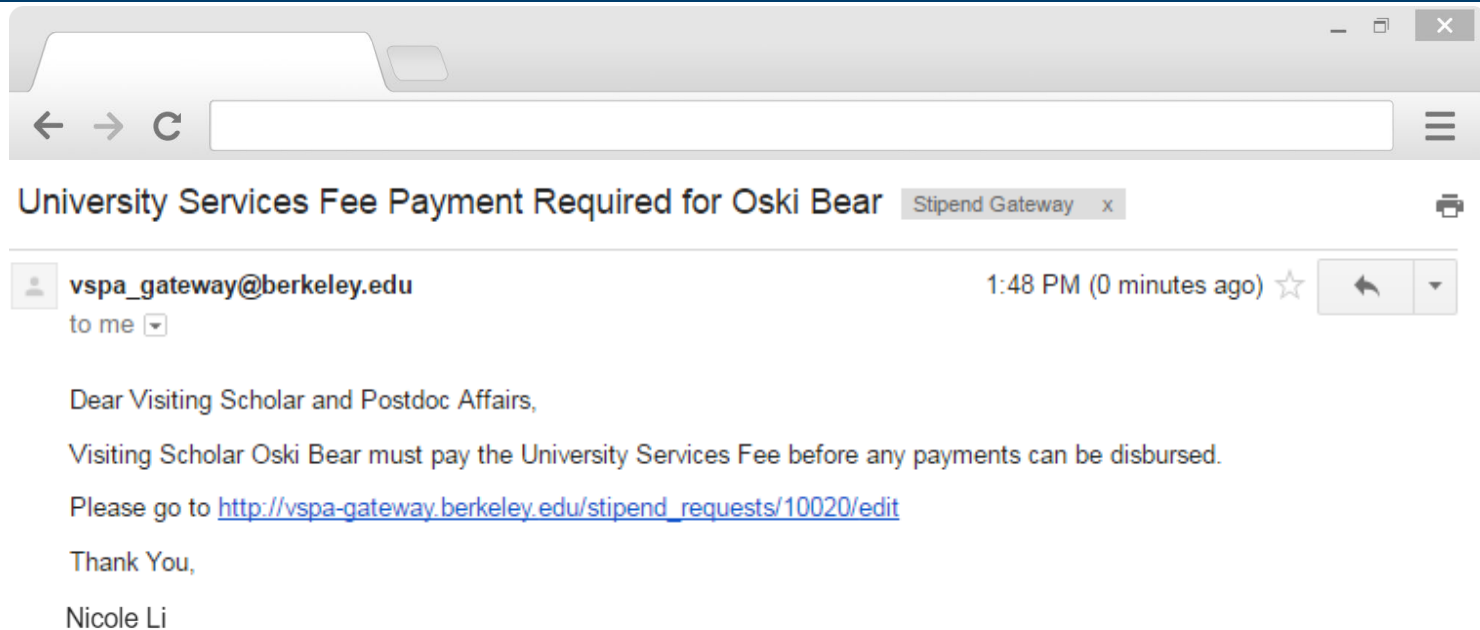 University Services Fee Payment Required for Oski Bear Stipend Gateway x
vspa_gateway@berkeley.edu 1:48 PM (0 minutes ago)
to me
Dear Visiting Scholar and Postdoc Affairs,
Visiting Scholar Oski Bear must pay the University Services Fee before any payments can be disbursed.
Please go to http://vspa-gateway.berkeley.edu/stipend_requests/10020/edit
Thank You,
Nicole Li